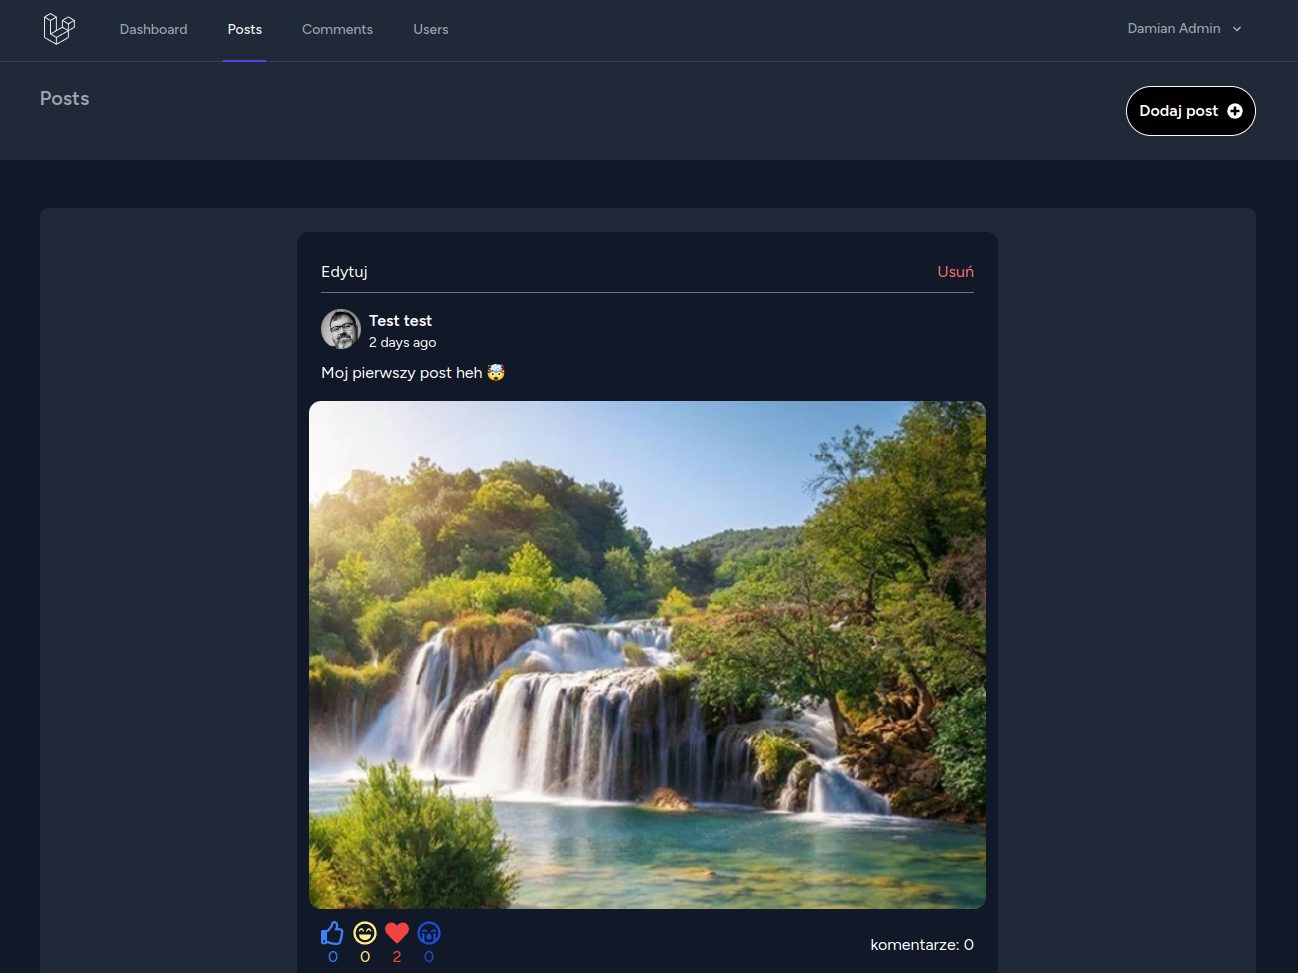 Dashboard Posts Comments Users Damian Admin
Posts
Dodaj post
Edytuj Usuń
Test test
2 days ago
Moj pierwszy post heh 🤯
0 0 2 0
komentarze: 0